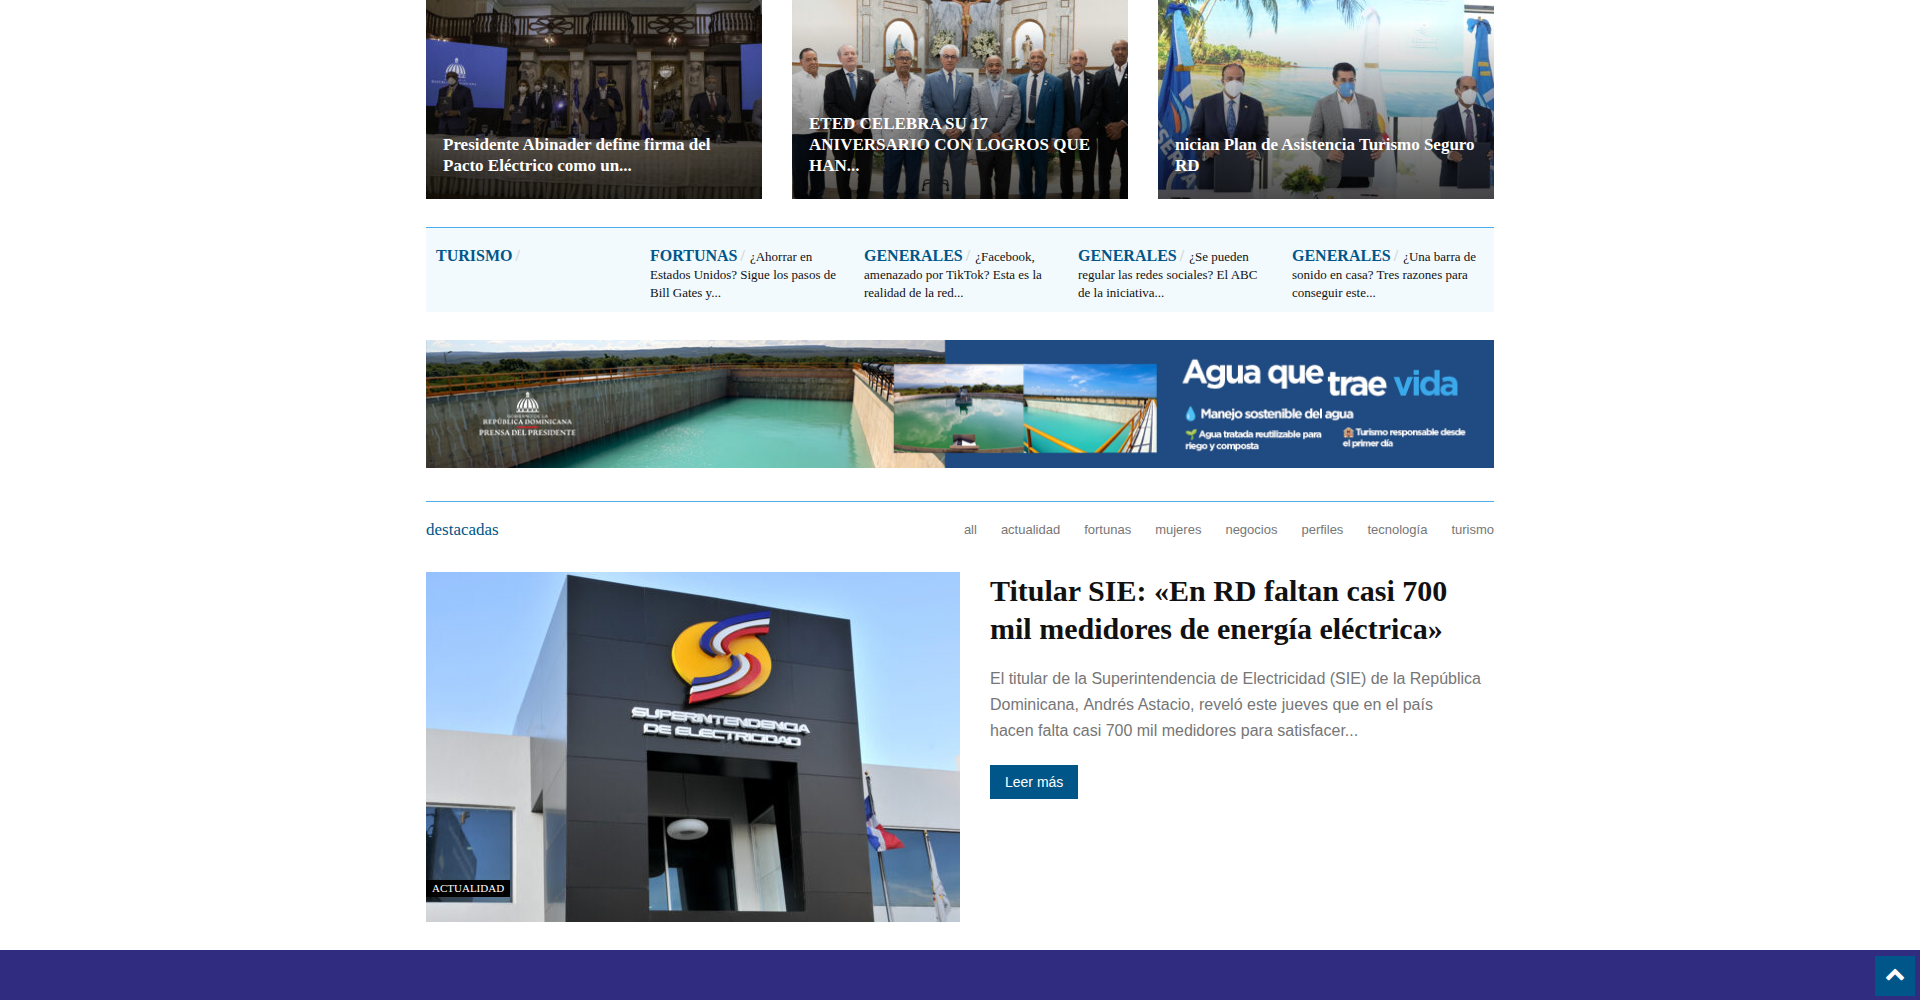 Presidente Abinader define firma del
Pacto Eléctrico como un...
ETED CELEBRA SU 17
ANIVERSARIO CON LOGROS QUE
HAN...
nician Plan de Asistencia Turismo Seguro
RD
TURISMO /
FORTUNAS / ¿Ahorrar en
Estados Unidos? Sigue los pasos de
Bill Gates y...
GENERALES / ¿Facebook,
amenazado por TikTok? Esta es la
realidad de la red...
GENERALES / ¿Se pueden
regular las redes sociales? El ABC
de la iniciativa...
GENERALES / ¿Una barra de
sonido en casa? Tres razones para
conseguir este...
GOBIERNO DE LA
REPÚBLICA DOMINICANA
PRENSA DEL PRESIDENTE
Agua que trae vida
Manejo sostenible del agua
Agua tratada reutilizable para
riego y composta
Turismo responsable desde
el primer día
destacadas
all actualidad fortunas mujeres negocios perfiles tecnología turismo
SUPERINTENDENCIA
DE ELECTRICIDAD
ACTUALIDAD
Titular SIE: «En RD faltan casi 700
mil medidores de energía eléctrica»
El titular de la Superintendencia de Electricidad (SIE) de la República
Dominicana, Andrés Astacio, reveló este jueves que en el país
hacen falta casi 700 mil medidores para satisfacer...
Leer más